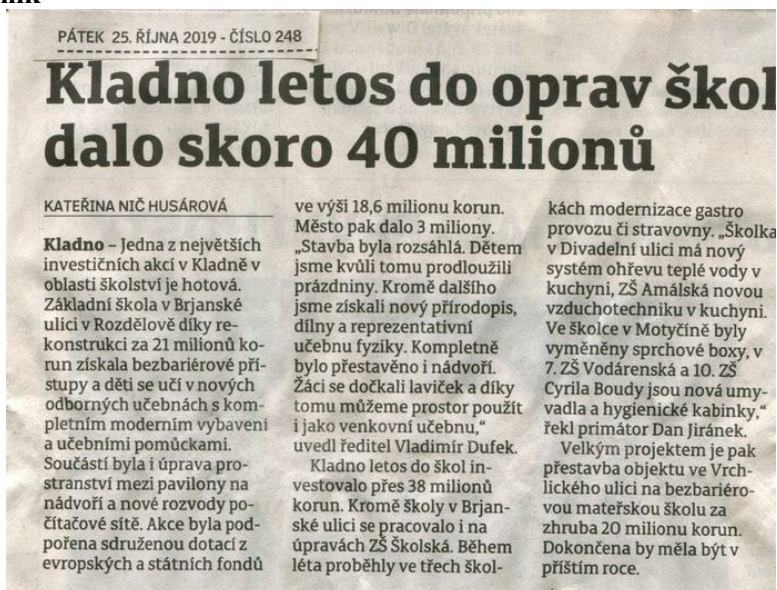 PÁTEK 25. ŘÍJNA 2019 - ČÍSLO 248
Kladno letos do oprav škol
dalo skoro 40 milionů
KATEŘINA NIČ HUSÁROVÁ
Kladno – Jedna z největších
investičních akcí v Kladně v
oblasti školství je hotová.
Základní škola v Brjanské
ulici v Rozdělově díky re-
konstrukci za 21 milionů ko-
run získala bezbariérové pří-
stupy a děti se učí v nových
odborných učebnách s kom-
pletním moderním vybavení
a učebními pomůckami.
Součástí byla i úprava pro-
stranství mezi pavilony na
nádvoří a nové rozvody po-
čítačové sítě. Akce byla pod-
pořena sdruženou dotací z
evropských a státních fondů
ve výši 18,6 milionu korun.
Město pak dalo 3 miliony.
„Stavba byla rozsáhlá. Dětem
jsme kvůli tomu prodloužili
prázdniny. Kromě dalšího
jsme získali nový přírodopis,
dílny a reprezentativní
učebnu fyziky. Kompletně
bylo přestavěno i nádvoří.
Žáci se dočkali laviček a díky
tomu můžeme prostor použít
i jako venkovní učebnu,“
uvedl ředitel Vladimír Dufek.
Kladno letos do škol in-
vestovalo přes 38 milionů
korun. Kromě školy v Brjan-
ské ulici se pracovalo i na
úpravách ZŠ Školská. Během
léta proběhly ve třech škol-
kách modernizace gastro
provozu či stravovny. „Školka
v Divadelní ulici má nový
systém ohřevu teplé vody v
kuchyni, ZŠ Amálská novou
vzduchotechniku v kuchyni.
Ve školce v Motyčíně byly
vyměněny sprchové boxy, v
7. ZŠ Vodárenská a 10. ZŠ
Cyrila Boudy jsou nová umy-
vadla a hygienické kabinky,“
řekl primátor Dan Jiránek.
Velkým projektem je pak
přestavba objektu ve Vrch-
lického ulici na bezbariéro-
vou mateřskou školu za
zhruba 20 milionu korun.
Dokončena by měla být v
příštím roce.